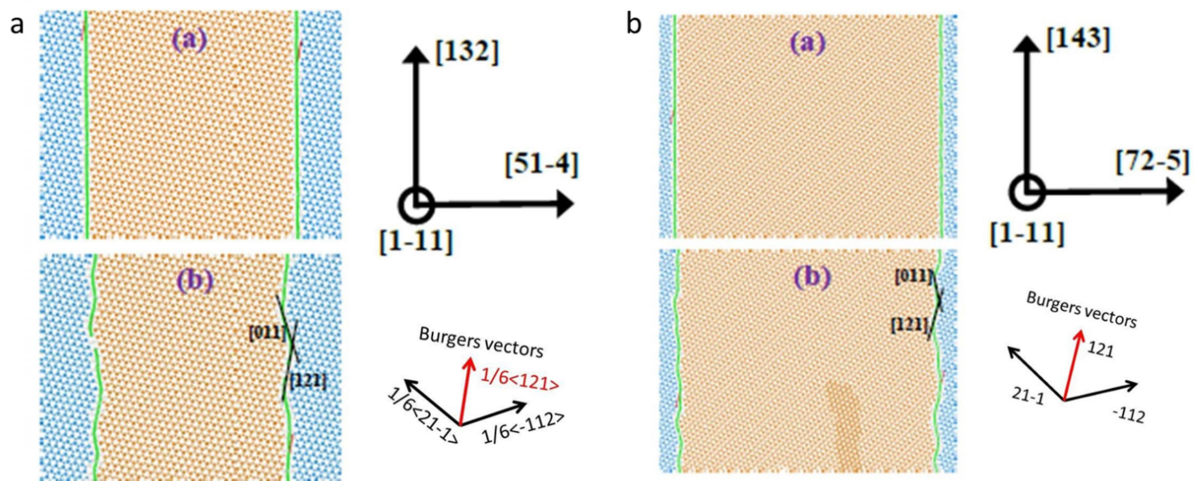 a
(a)
[132]
[51-4]
[1-11]
(b)
[011]
[121]
Burgers vectors
1/6<121>
1/6<21-1>
1/6<-112>
b
(a)
[143]
[72-5]
[1-11]
(b)
[011]
[121]
Burgers vectors
121
21-1
-112